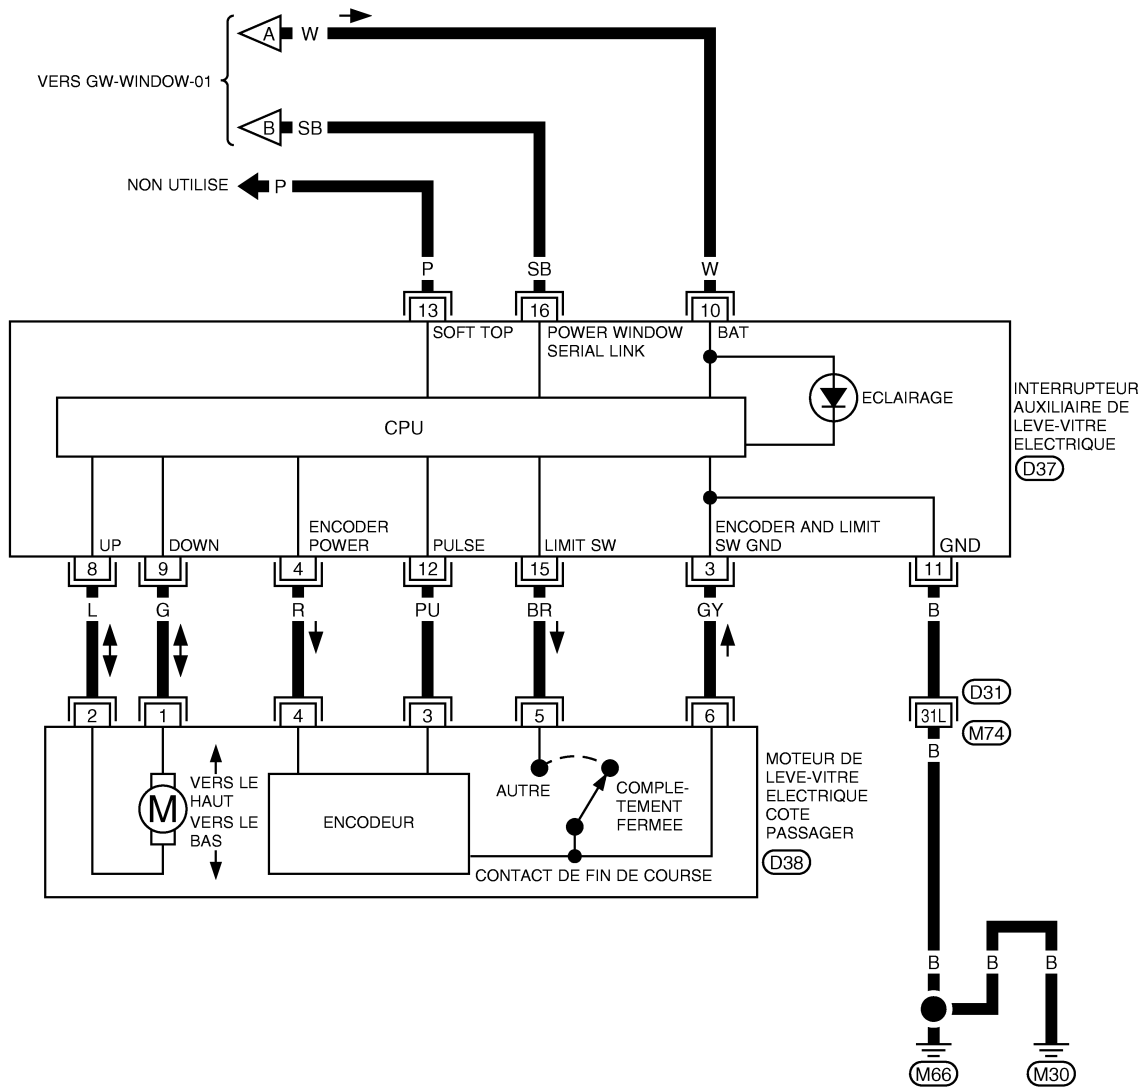 A W
VERS GW-WINDOW-01
B SB
NON UTILISE P
P SB W
13 16 10
SOFT TOP POWER WINDOW BAT
SERIAL LINK
ECLAIRAGE
CPU
INTERRUPTEUR
AUXILIAIRE DE
LEVE-VITRE
ELECTRIQUE
D37
ENCODER ENCODER AND LIMIT
UP DOWN POWER PULSE LIMIT SW SW GND GND
8 9 4 12 15 3 11
L G R PU BR GY B
D31
2 1 4 3 5 6 31L
M74
B
MOTEUR DE
LEVE-VITRE
ELECTRIQUE
COTE
PASSAGER
D38
M
VERS LE
HAUT
VERS LE
BAS
ENCODEUR
AUTRE
COMPLE-
TEMENT
FERMEE
CONTACT DE FIN DE COURSE
B B B
M66 M30